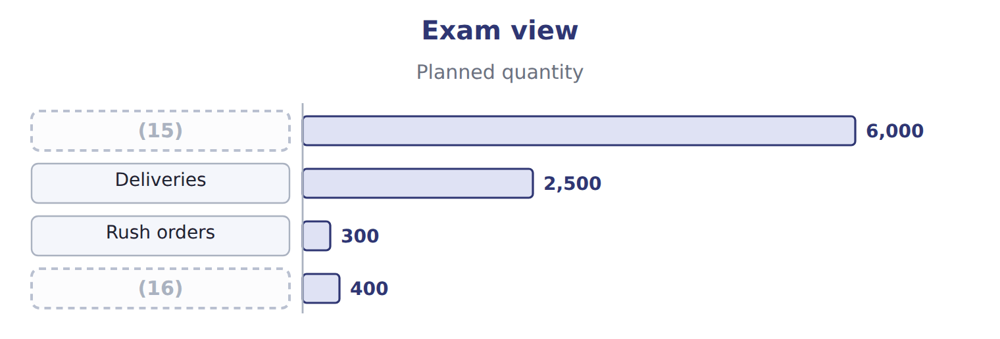 Exam view
Planned quantity
(15)
6,000
Deliveries
2,500
Rush orders
300
(16)
400